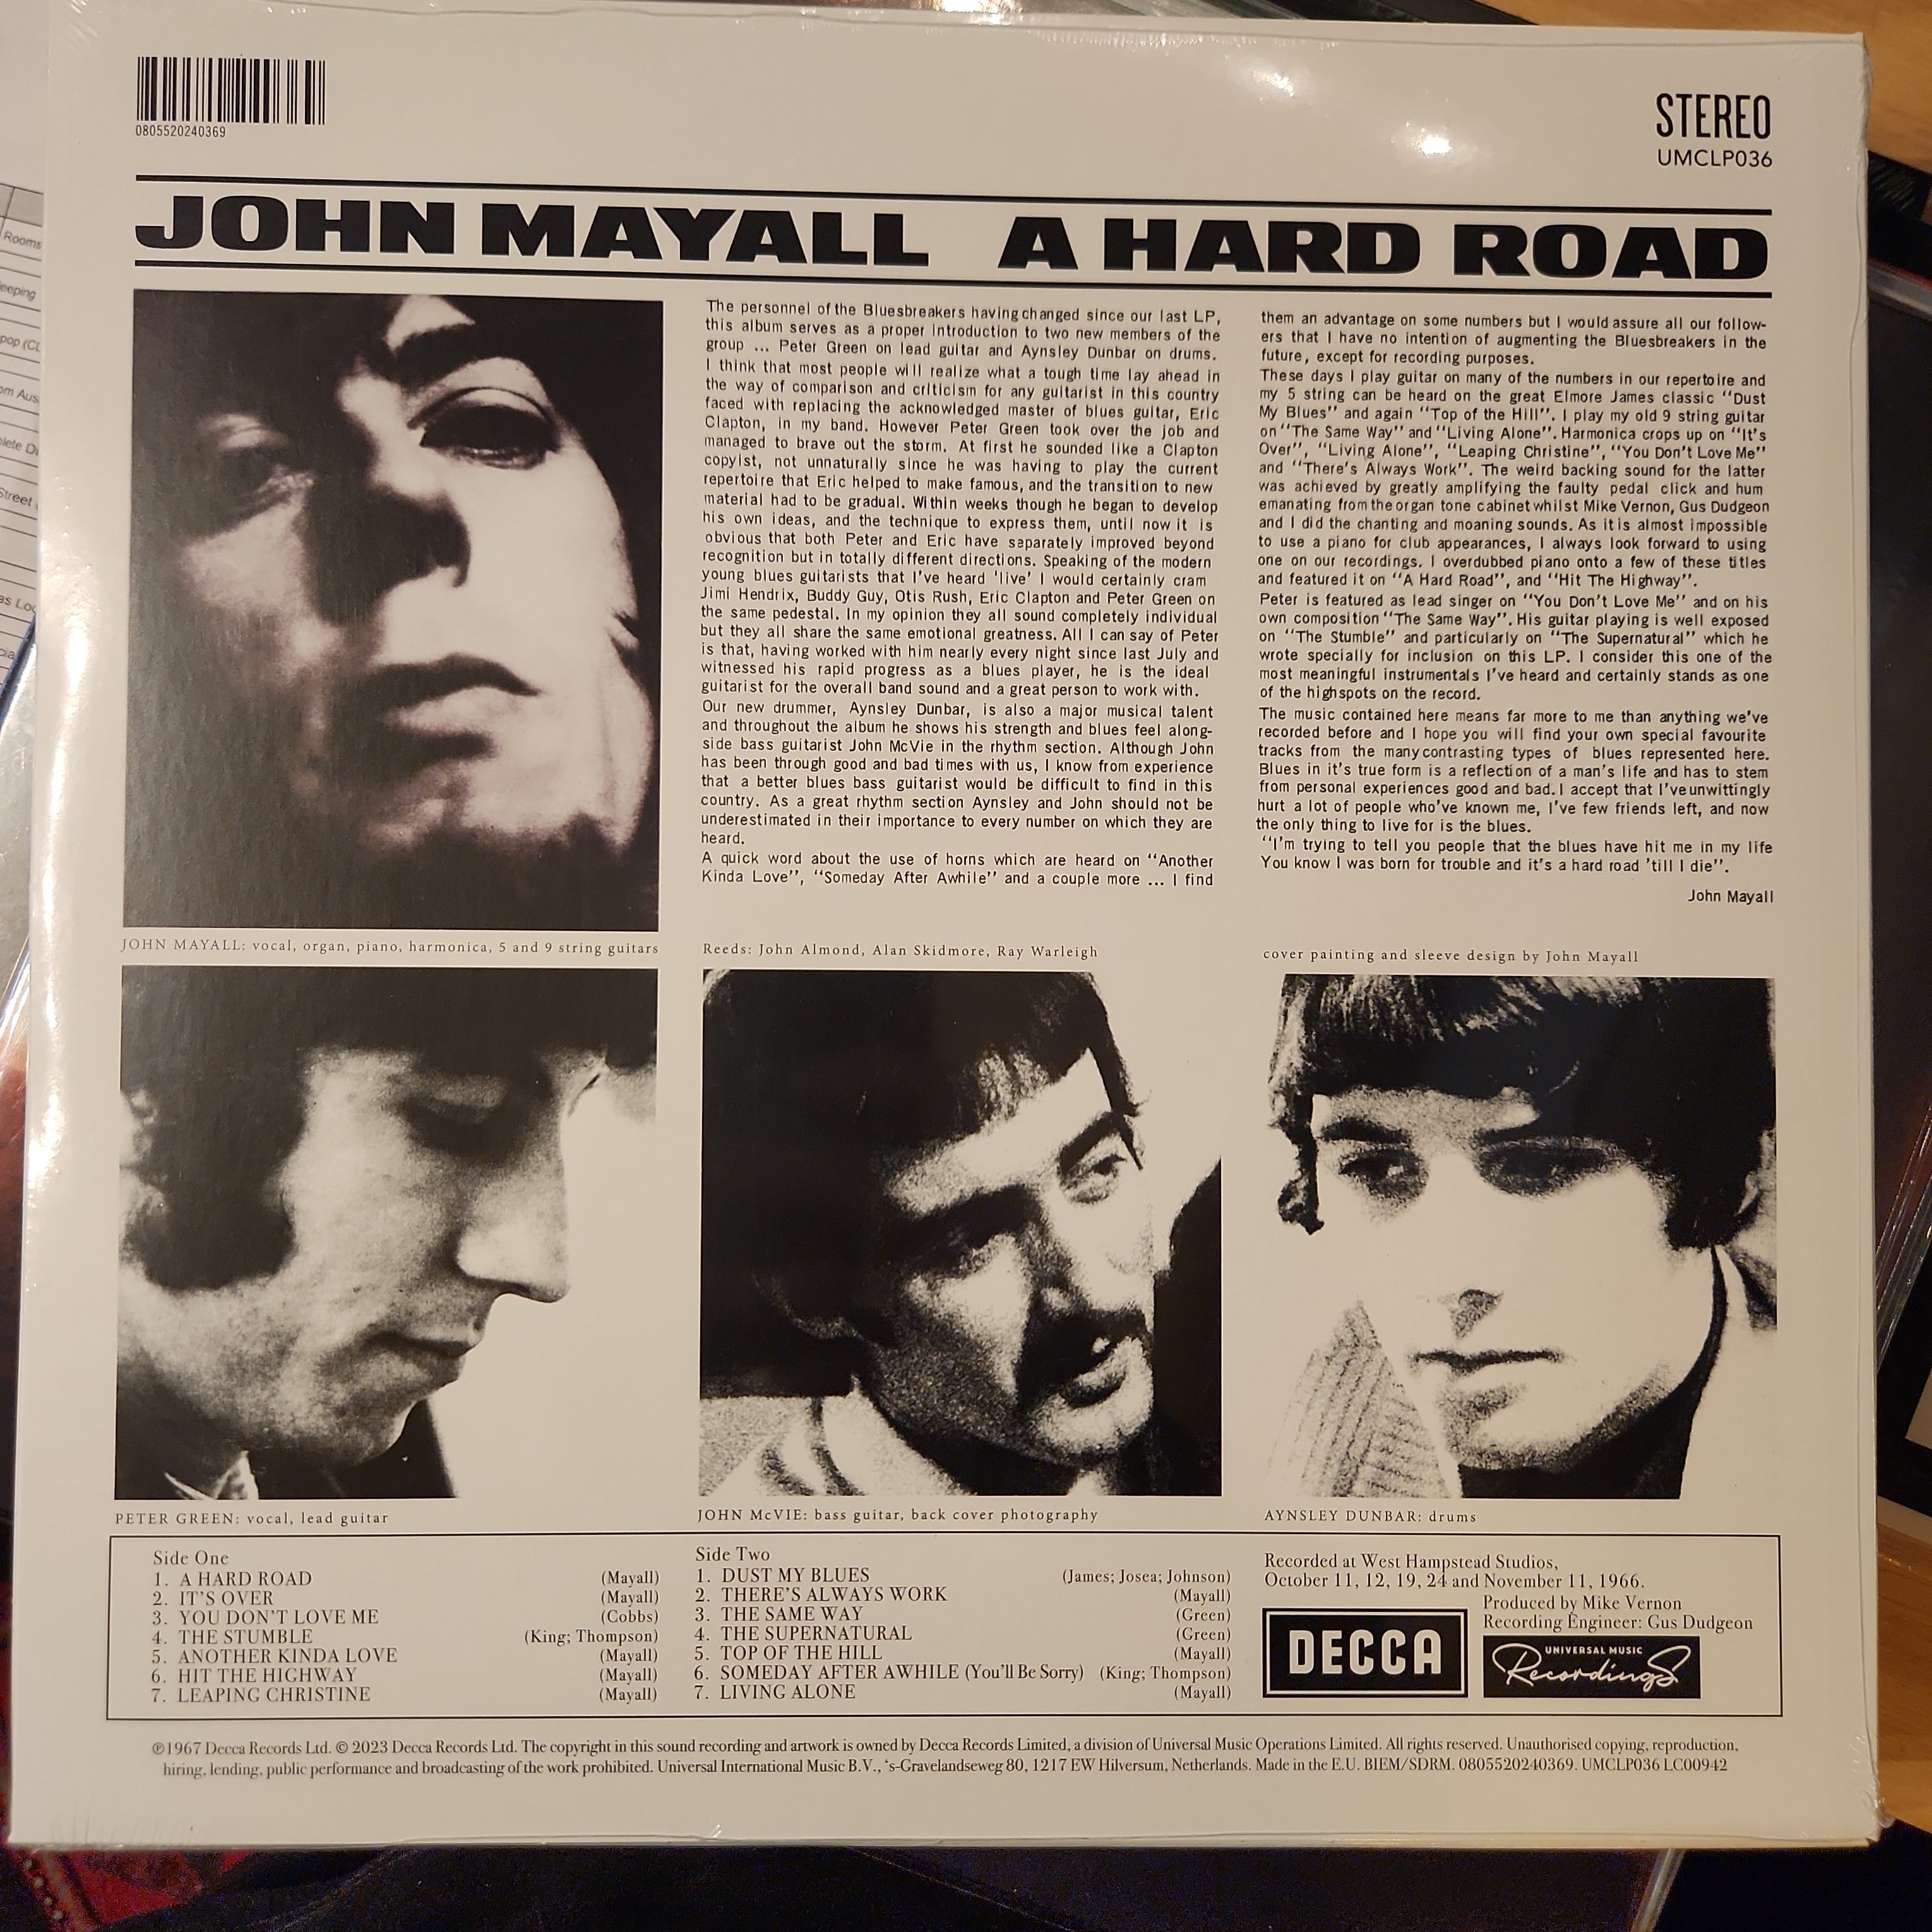 0805520240369
STEREO
UMCLP036
JOHN MAYALL A HARD ROAD
The personnel of the Bluesbreakers having changed since our last LP,
this album serves as a proper introduction to two new members of the
group ... Peter Green on lead guitar and Aynsley Dunbar on drums.
I think that most people will realize what a tough time lay ahead in
the way of comparison and criticism for any guitarist in this country
faced with replacing the acknowledged master of blues guitar, Eric
Clapton, in my band. However Peter Green took over the job and
managed to brave out the storm. At first he sounded like a Clapton
copyist, not unnaturally since he was having to play the current
repertoire that Eric helped to make famous, and the transition to new
material had to be gradual. Within weeks though he began to develop
his own ideas, and the technique to express them, until now it is
obvious that both Peter and Eric have separately improved beyond
recognition but in totally different directions. Speaking of the modern
young blues guitarists that I've heard 'live' I would certainly cram
Jimi Hendrix, Buddy Guy, Otis Rush, Eric Clapton and Peter Green on
the same pedestal. In my opinion they all sound completely individual
but they all share the same emotional greatness. All I can say of Peter
is that, having worked with him nearly every night since last July and
witnessed his rapid progress as a blues player, he is the ideal
guitarist for the overall band sound and a great person to work with.
Our new drummer, Aynsley Dunbar, is also a major musical talent
and throughout the album he shows his strength and blues feel along-
side bass guitarist John McVie in the rhythm section. Although John
has been through good and bad times with us, I know from experience
that a better blues bass guitarist would be difficult to find in this
country. As a great rhythm section Aynsley and John should not be
underestimated in their importance to every number on which they are
heard.
A quick word about the use of horns which are heard on "Another
Kinda Love", "Someday After Awhile" and a couple more ... I find
them an advantage on some numbers but I would assure all our follow-
ers that I have no intention of augmenting the Bluesbreakers in the
future, except for recording purposes.
These days I play guitar on many of the numbers in our repertoire and
my 5 string can be heard on the great Elmore James classic "Dust
My Blues" and again "Top of the Hill". I play my old 9 string guitar
on "The Same Way" and "Living Alone". Harmonica crops up on "It's
Over", "Living Alone", "Leaping Christine", "You Don't Love Me"
and "There's Always Work". The weird backing sound for the latter
was achieved by greatly amplifying the faulty pedal click and hum
emanating from the organ tone cabinet whilst Mike Vernon, Gus Dudgeon
and I did the chanting and moaning sounds. As it is almost impossible
to use a piano for club appearances, I always look forward to using
one on our recordings. I overdubbed piano onto a few of these titles
and featured it on "A Hard Road", and "Hit The Highway".
Peter is featured as lead singer on "You Don't Love Me" and on his
own composition "The Same Way". His guitar playing is well exposed
on "The Stumble" and particularly on "The Supernatural" which he
wrote specially for inclusion on this LP. I consider this one of the
most meaningful instrumentals I've heard and certainly stands as one
of the highspots on the record.
The music contained here means far more to me than anything we've
recorded before and I hope you will find your own special favourite
tracks from the many contrasting types of blues represented here.
Blues in it's true form is a reflection of a man's life and has to stem
from personal experiences good and bad. I accept that I've unwittingly
hurt a lot of people who've known me, I've few friends left, and now
the only thing to live for is the blues.
"I'm trying to tell you people that the blues have hit me in my life
You know I was born for trouble and it's a hard road 'till I die".
John Mayall
JOHN MAYALL: vocal, organ, piano, harmonica, 5 and 9 string guitars
Reeds: John Almond, Alan Skidmore, Ray Warleigh
cover painting and sleeve design by John Mayall
PETER GREEN: vocal, lead guitar
JOHN McVIE: bass guitar, back cover photography
AYNSLEY DUNBAR: drums
Side One
1. A HARD ROAD (Mayall)
2. IT'S OVER (Mayall)
3. YOU DON'T LOVE ME (Cobbs)
4. THE STUMBLE (King; Thompson)
5. ANOTHER KINDA LOVE (Mayall)
6. HIT THE HIGHWAY (Mayall)
7. LEAPING CHRISTINE (Mayall)
Side Two
1. DUST MY BLUES (James; Josea; Johnson)
2. THERE'S ALWAYS WORK (Mayall)
3. THE SAME WAY (Green)
4. THE SUPERNATURAL (Green)
5. TOP OF THE HILL (Mayall)
6. SOMEDAY AFTER AWHILE (You'll Be Sorry) (King; Thompson)
7. LIVING ALONE (Mayall)
Recorded at West Hampstead Studios,
October 11, 12, 19, 24 and November 11, 1966.
Produced by Mike Vernon
Recording Engineer: Gus Dudgeon
DECCA
UNIVERSAL MUSIC
Recordings
℗1967 Decca Records Ltd. © 2023 Decca Records Ltd. The copyright in this sound recording and artwork is owned by Decca Records Limited, a division of Universal Music Operations Limited. All rights reserved. Unauthorised copying, reproduction,
hiring, lending, public performance and broadcasting of the work prohibited. Universal International Music B.V., 's-Gravelandseweg 80, 1217 EW Hilversum, Netherlands. Made in the E.U. BIEM/SDRM. 0805520240369. UMCLP036 LC00942
Rooms